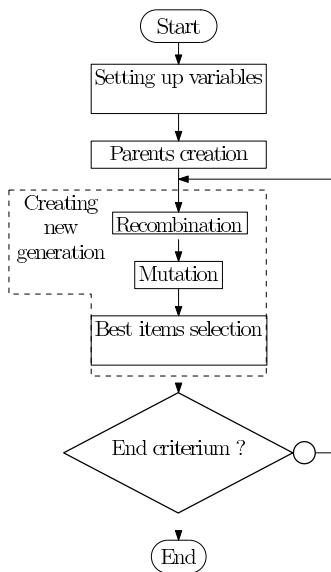 Start
Setting up variables
Parents creation
Creating
new
generation
Recombination
Mutation
Best items selection
End criterium ?
End